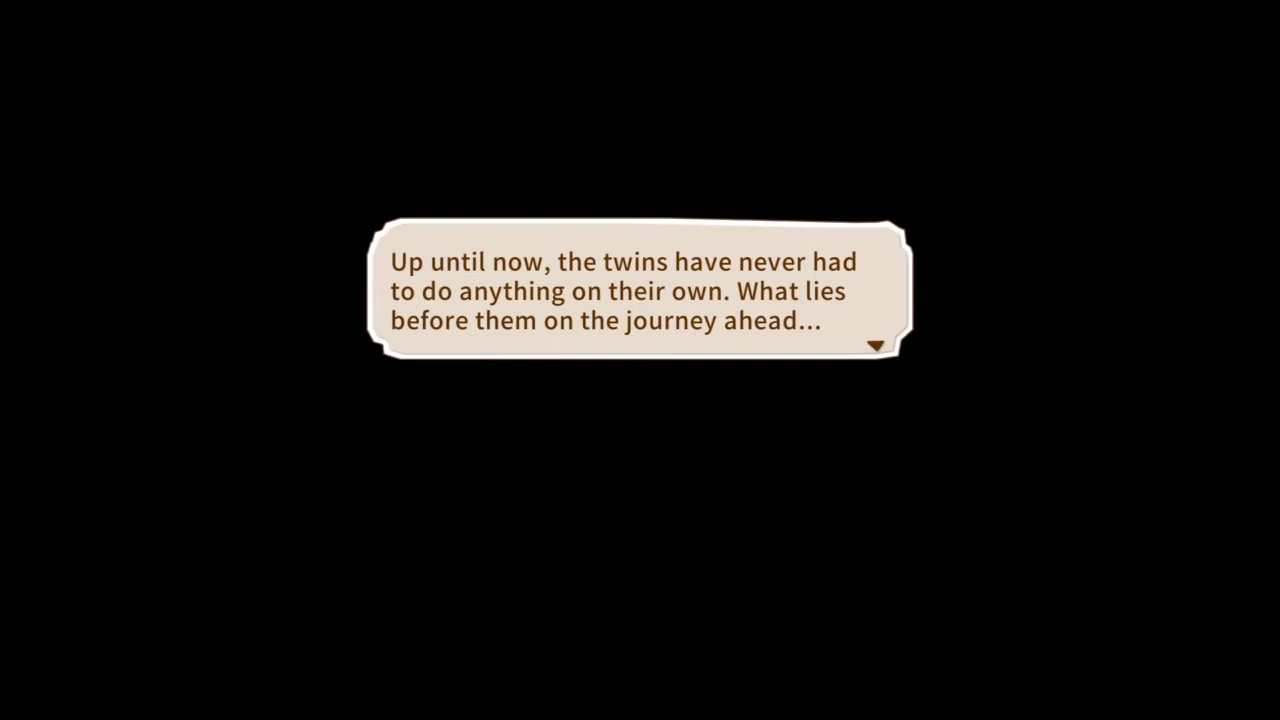 Up until now, the twins have never had
to do anything on their own. What lies
before them on the journey ahead...